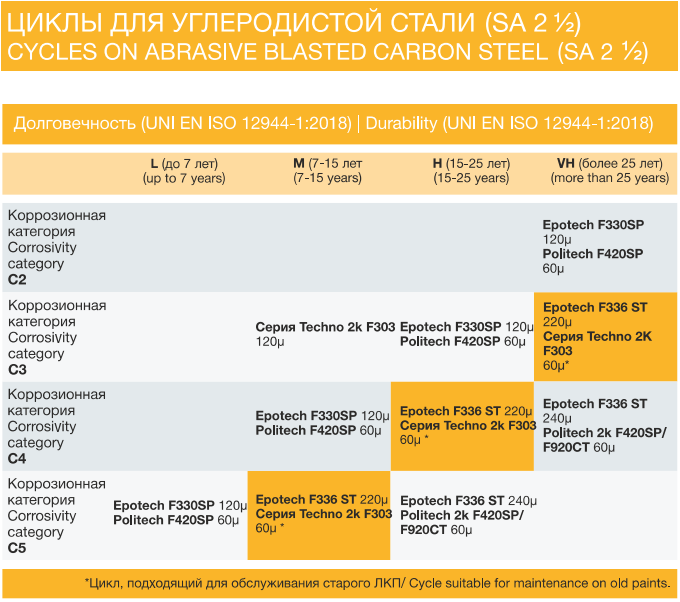 ЦИКЛЫ ДЛЯ УГЛЕРОДИСТОЙ СТАЛИ (SA 2 ½)
CYCLES ON ABRASIVE BLASTED CARBON STEEL (SA 2 ½)
Долговечность (UNI EN ISO 12944-1:2018) | Durability (UNI EN ISO 12944-1:2018)
L (до 7 лет)
(up to 7 years)
M (7-15 лет
(7-15 years)
H (15-25 лет)
(15-25 years)
VH (более 25 лет)
(more than 25 years)
Коррозионная
категория
Corrosivity
category
C2
Epotech F330SP
120µ
Politech F420SP
60µ
Коррозионная
категория
Corrosivity
category
C3
Серия Techno 2k F303
120µ
Epotech F330SP 120µ
Politech F420SP 60µ
Epotech F336 ST
220µ
Серия Techno 2K
F303
60µ*
Коррозионная
категория
Corrosivity
category
C4
Epotech F330SP 120µ
Politech F420SP 60µ
Epotech F336 ST 220µ
Серия Techno 2k F303
60µ *
Epotech F336 ST
240µ
Politech 2k F420SP/
F920CT 60µ
Коррозионная
категория
Corrosivity
category
C5
Epotech F330SP 120µ
Politech F420SP 60µ
Epotech F336 ST 220µ
Серия Techno 2k F303
60µ *
Epotech F336 ST 240µ
Politech 2k F420SP/
F920CT 60µ
*Цикл, подходящий для обслуживания старого ЛКП/ Cycle suitable for maintenance on old paints.